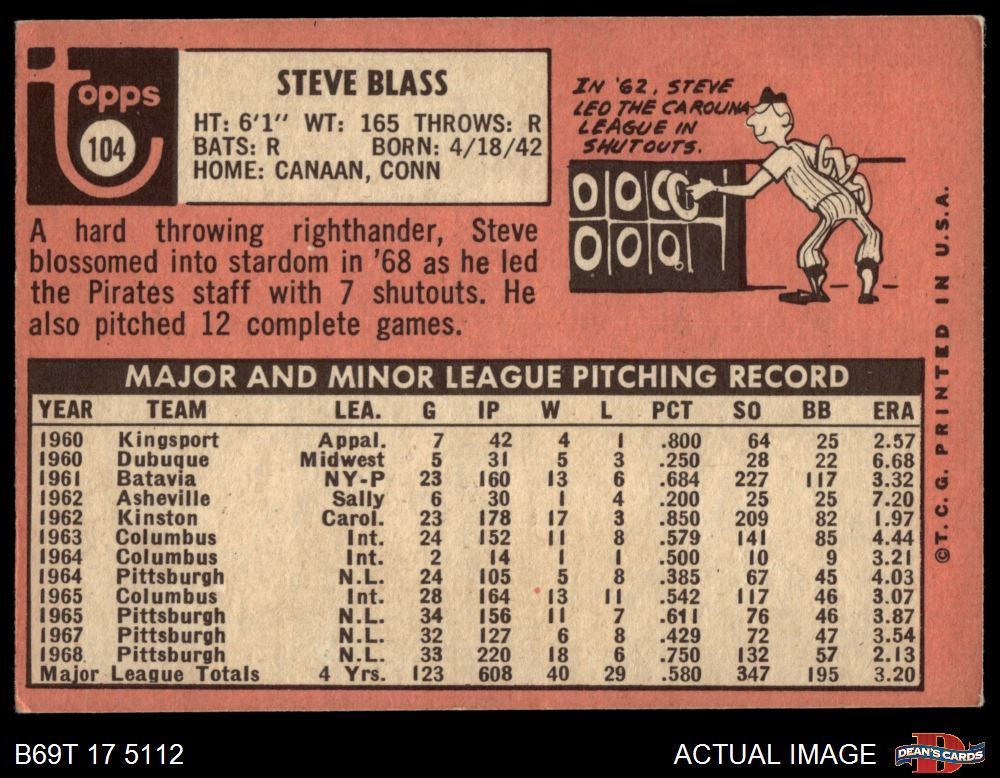 Topps
104
STEVE BLASS
HT: 6'1" WT: 165 THROWS: R
BATS: R BORN: 4/18/42
HOME: CANAAN, CONN
A hard throwing righthander, Steve
blossomed into stardom in '68 as he led
the Pirates staff with 7 shutouts. He
also pitched 12 complete games.
IN '62, STEVE
LED THE CAROLINA
LEAGUE IN
SHUTOUTS.
0 0 0 0
0 0 0
MAJOR AND MINOR LEAGUE PITCHING RECORD
YEAR TEAM LEA. G IP W L PCT SO BB ERA
1960 Kingsport Appal. 7 42 4 1 .800 64 25 2.57
1960 Dubuque Midwest 5 31 5 3 .250 28 22 6.68
1961 Batavia NY-P 23 160 13 6 .684 227 117 3.32
1962 Asheville Sally 6 30 1 4 .200 25 25 7.20
1962 Kinston Carol. 23 178 17 3 .850 209 82 1.97
1963 Columbus Int. 24 152 11 8 .579 141 85 4.44
1964 Columbus Int. 2 14 1 1 .500 10 9 3.21
1964 Pittsburgh N.L. 24 105 5 8 .385 67 45 4.03
1965 Columbus Int. 28 164 13 11 .542 117 46 3.07
1965 Pittsburgh N.L. 34 156 11 7 .611 76 46 3.87
1967 Pittsburgh N.L. 32 127 6 8 .429 72 47 3.54
1968 Pittsburgh N.L. 33 220 18 6 .750 132 57 2.13
Major League Totals 4 Yrs. 123 608 40 29 .580 347 195 3.20
©T. C. G. PRINTED IN U.S.A.
B69T 17 5112
ACTUAL IMAGE
D
DEAN'S CARDS